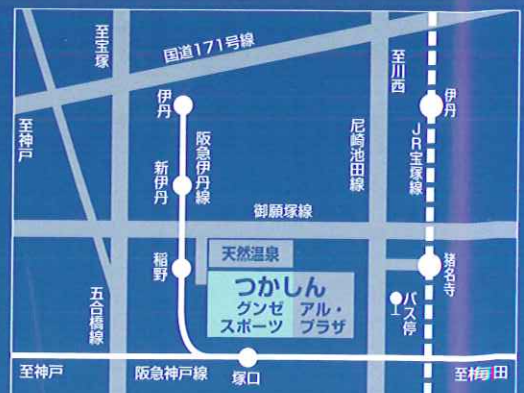 至宝塚
国道171号線
至川西
伊丹
伊丹
至神戸
阪急伊丹線
新伊丹
尼崎池田線
JR宝塚線
御願塚線
稲野
天然温泉
猪名寺
つかしん
グンゼ
スポーツ
アル・
プラザ
バス停
五合橋線
至神戸
阪急神戸線
塚口
至梅田